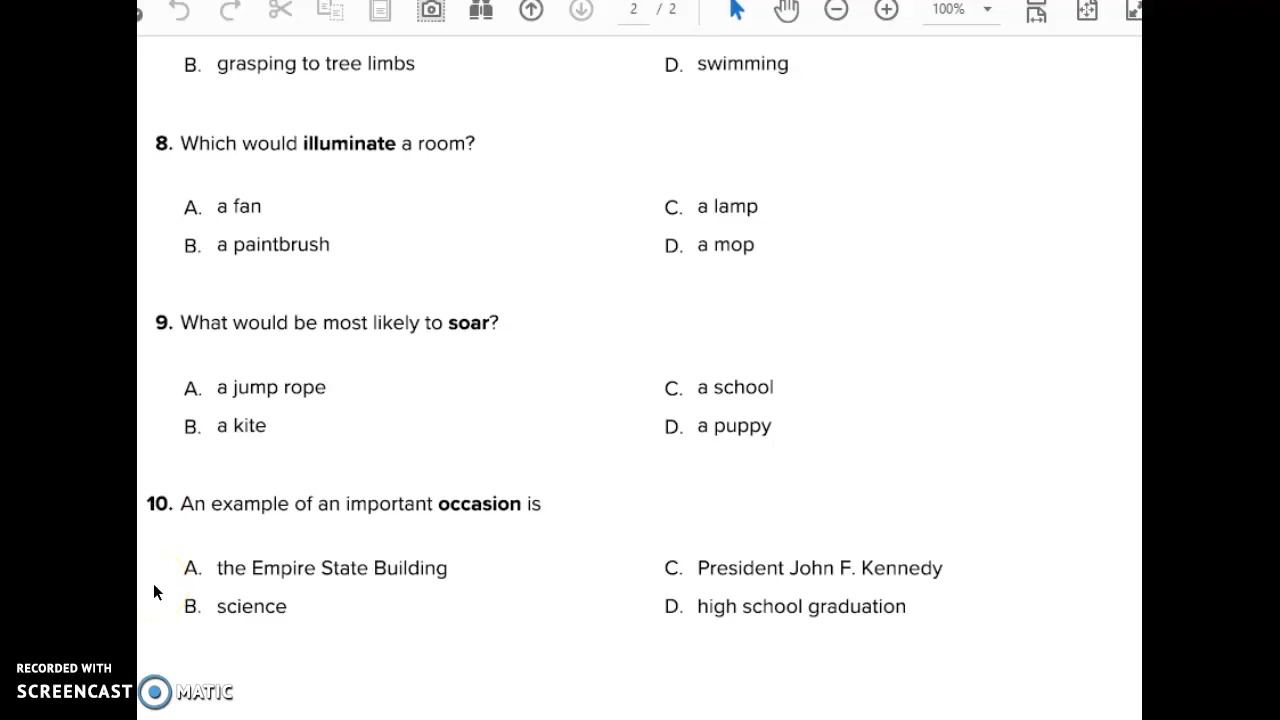 2 / 2 100%
B. grasping to tree limbs D. swimming
8. Which would illuminate a room?
A. a fan C. a lamp
B. a paintbrush D. a mop
9. What would be most likely to soar?
A. a jump rope C. a school
B. a kite D. a puppy
10. An example of an important occasion is
A. the Empire State Building C. President John F. Kennedy
B. science D. high school graduation
RECORDED WITH
SCREENCAST MATIC